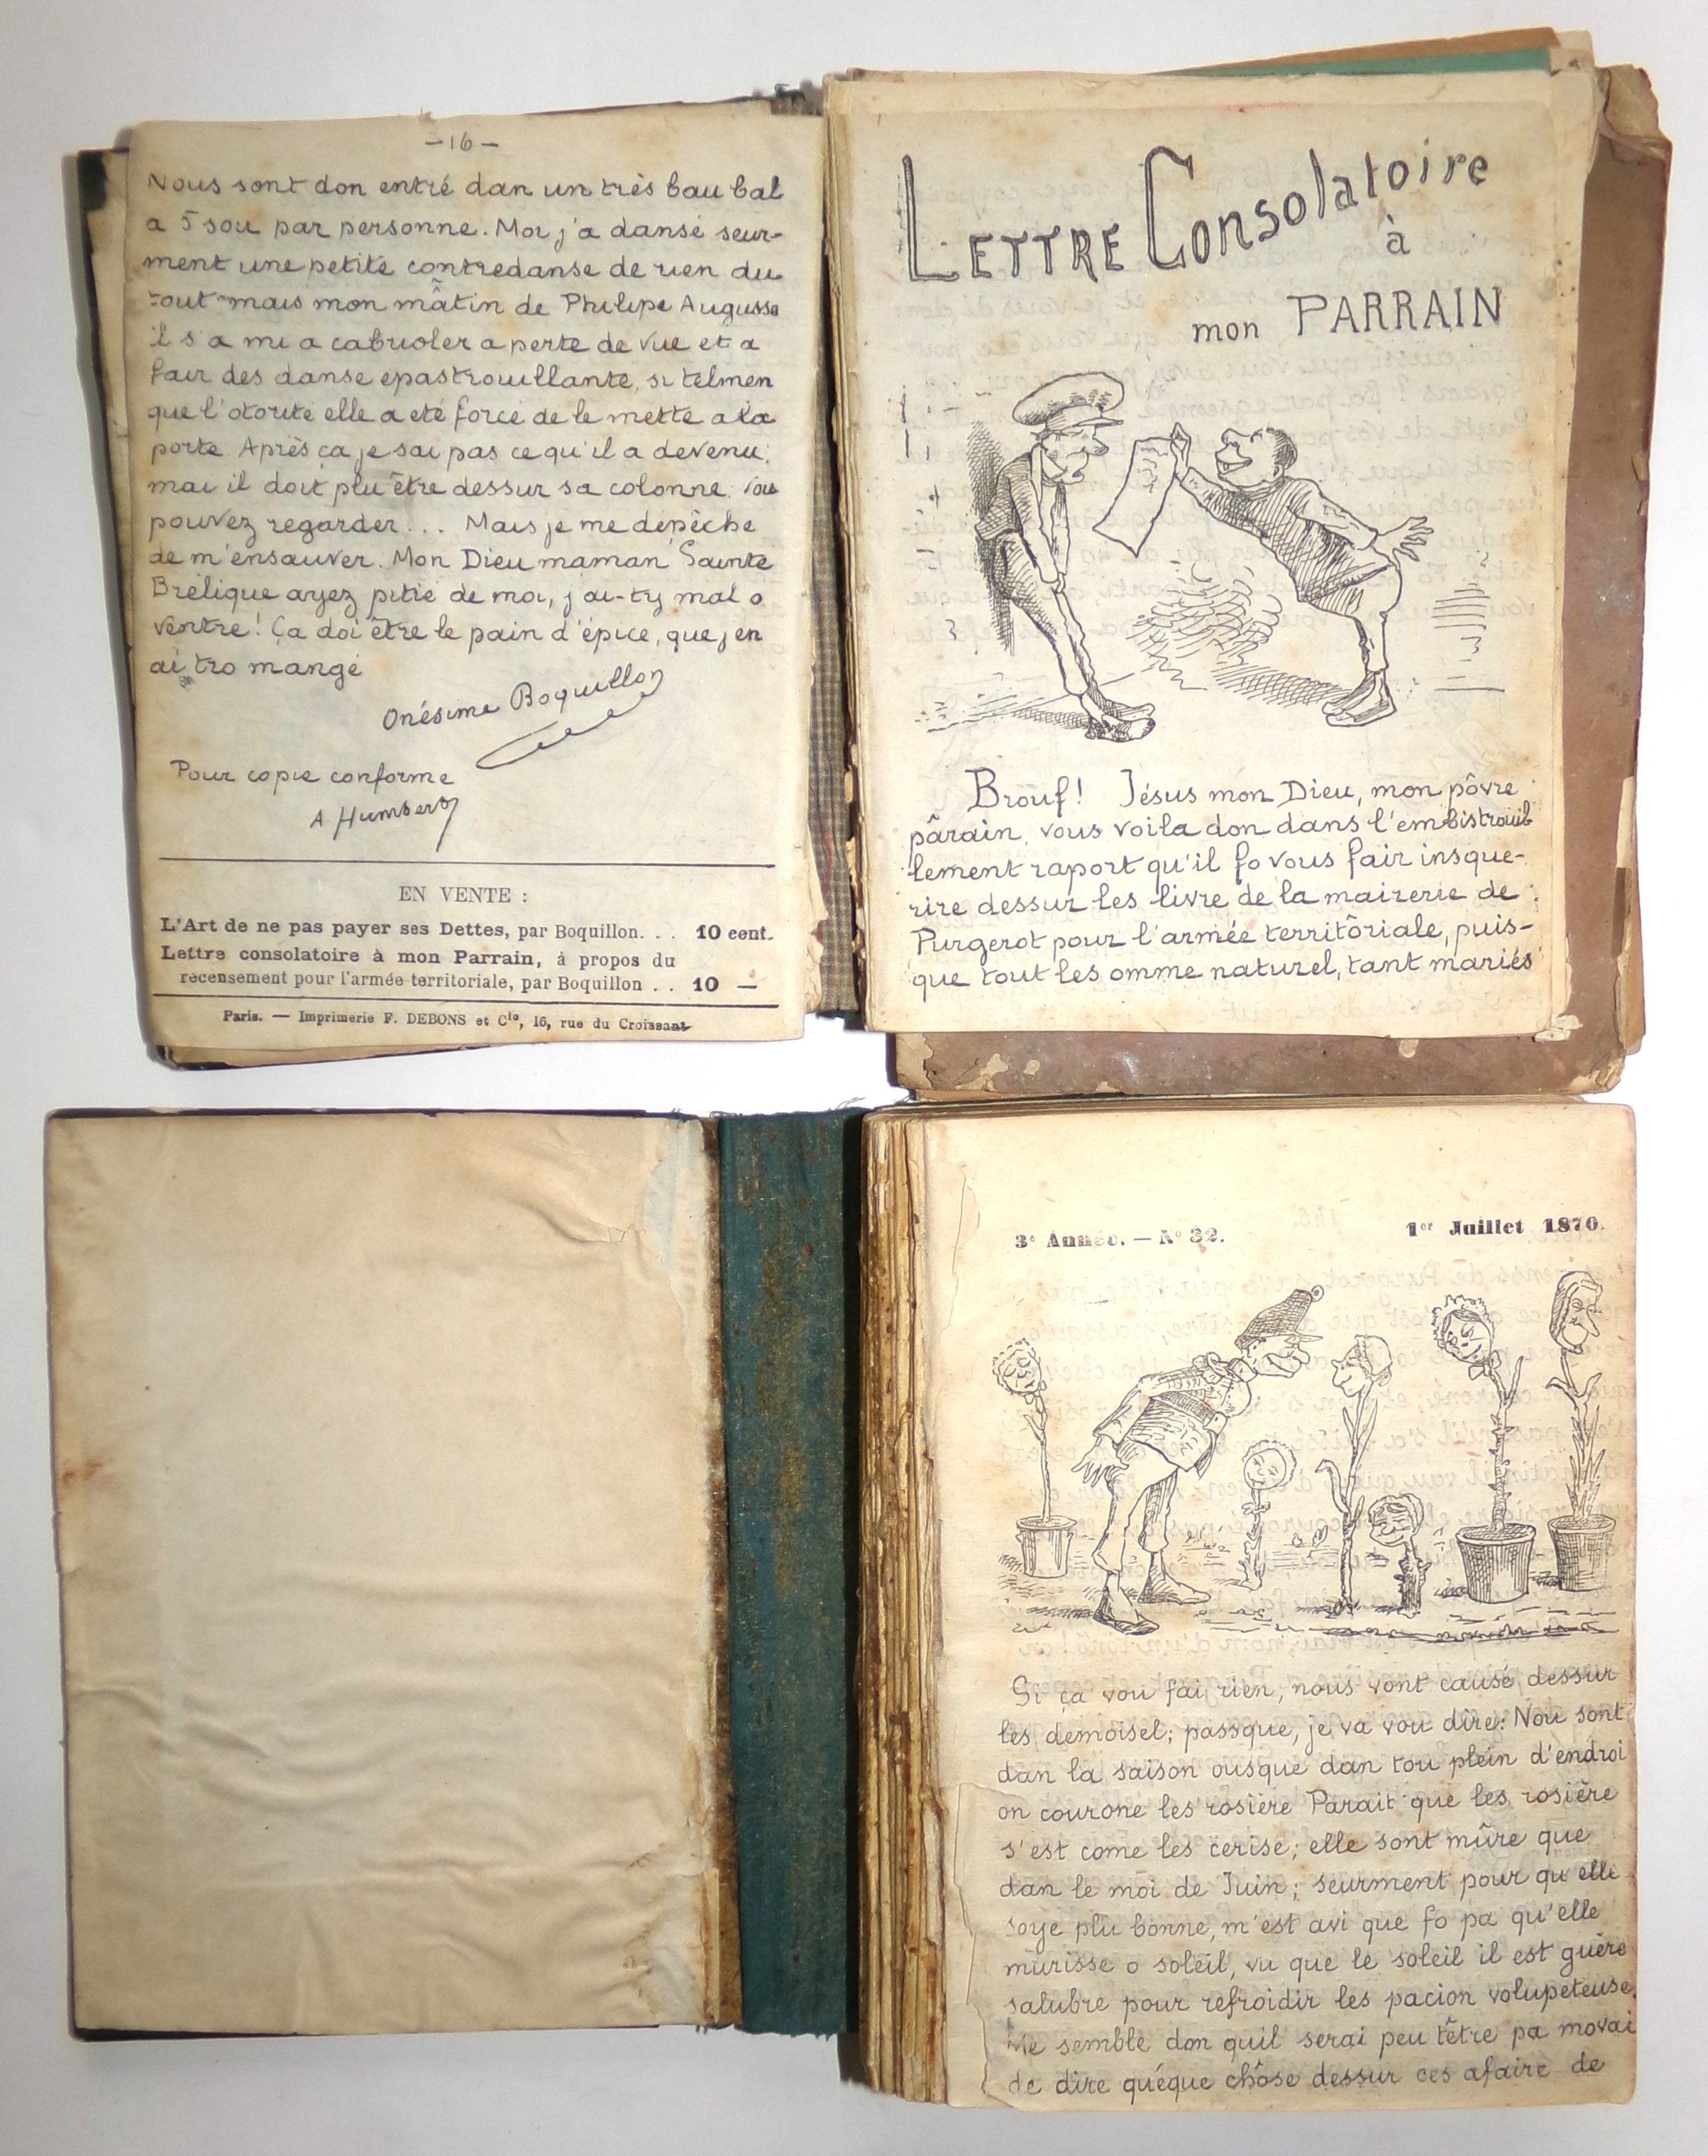 —16—
Nous sont don entré dan un très bau bal
a 5 sou par personne. Moi j'a dansé seur-
ment une petite contredanse de rien du
tout mais mon mâtin de Philipe Augusse
il s'a mi a cabrioler a perte de vue et a
fair des danse epastrouillante, si telmen
que l'otorité elle a eté forcé de le mette a la
porte. Après ça je sai pas ce qu'il a devenu;
mai il doit plu être dessur sa colonne. Vou
pouvez regarder... Mais je me dépèche
de m'ensauver. Mon Dieu maman Sainte
Brelique ayez pitié de moi, j'ai-ty mal o
ventre! Ça doi être le pain d'épice, que j'en
ai tro mangé
Onésime Boquillon
Pour copie conforme
A Humbert
EN VENTE :
L'Art de ne pas payer ses Dettes, par Boquillon. . . 10 cent.
Lettre consolatoire à mon Parrain, à propos du
recensement pour l'armée territoriale, par Boquillon . . 10 —
Paris. — Imprimerie F. DEBONS et Cie, 16, rue du Croissant
LETTRE Consolatoire
à
mon PARRAIN
Brouf! Jésus mon Dieu, mon pôvre
pârain, vous voila don dans l'embistrouil
lement raport qu'il fo vous fair insque-
rire dessur les livre de la mairerie de
Purgerot pour l'armée territôriale, puis-
que tout les omme naturel, tant mariés
3e Année. — No 32.
1er Juillet 1870.
Si ça vou fai rien, nous vont causé dessur
les demoisel; passque, je va vou dire: Nou sont
dan la saison ousque dan tou plein d'endroi
on courone les rosière Parait que les rosière
s'est come les cerise; elle sont mûre que
dan le moi de Juin; seurment pour qu'elle
soye plu bonne, m'est avi que fo pa qu'elle
murisse o soleil, vu que le soleil il est guère
salubre pour refroidir les pacion volupeteuse.
Me semble don quil serai peu têtre pa movai
de dire quéque chôse dessur ces afaire de